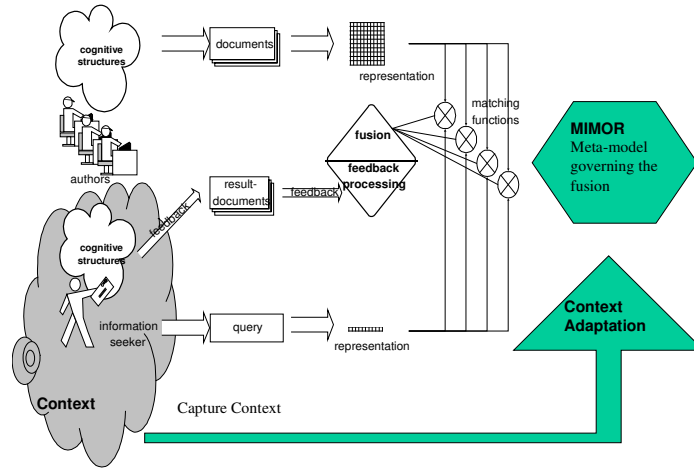 cognitive
structures
documents
representation
matching
functions
fusion
feedback
processing
MIMOR
Meta-model
governing the
fusion
authors
result-
documents
feedback
feedback
cognitive
structures
information
seeker
query
representation
Context
Adaptation
Context
Capture Context